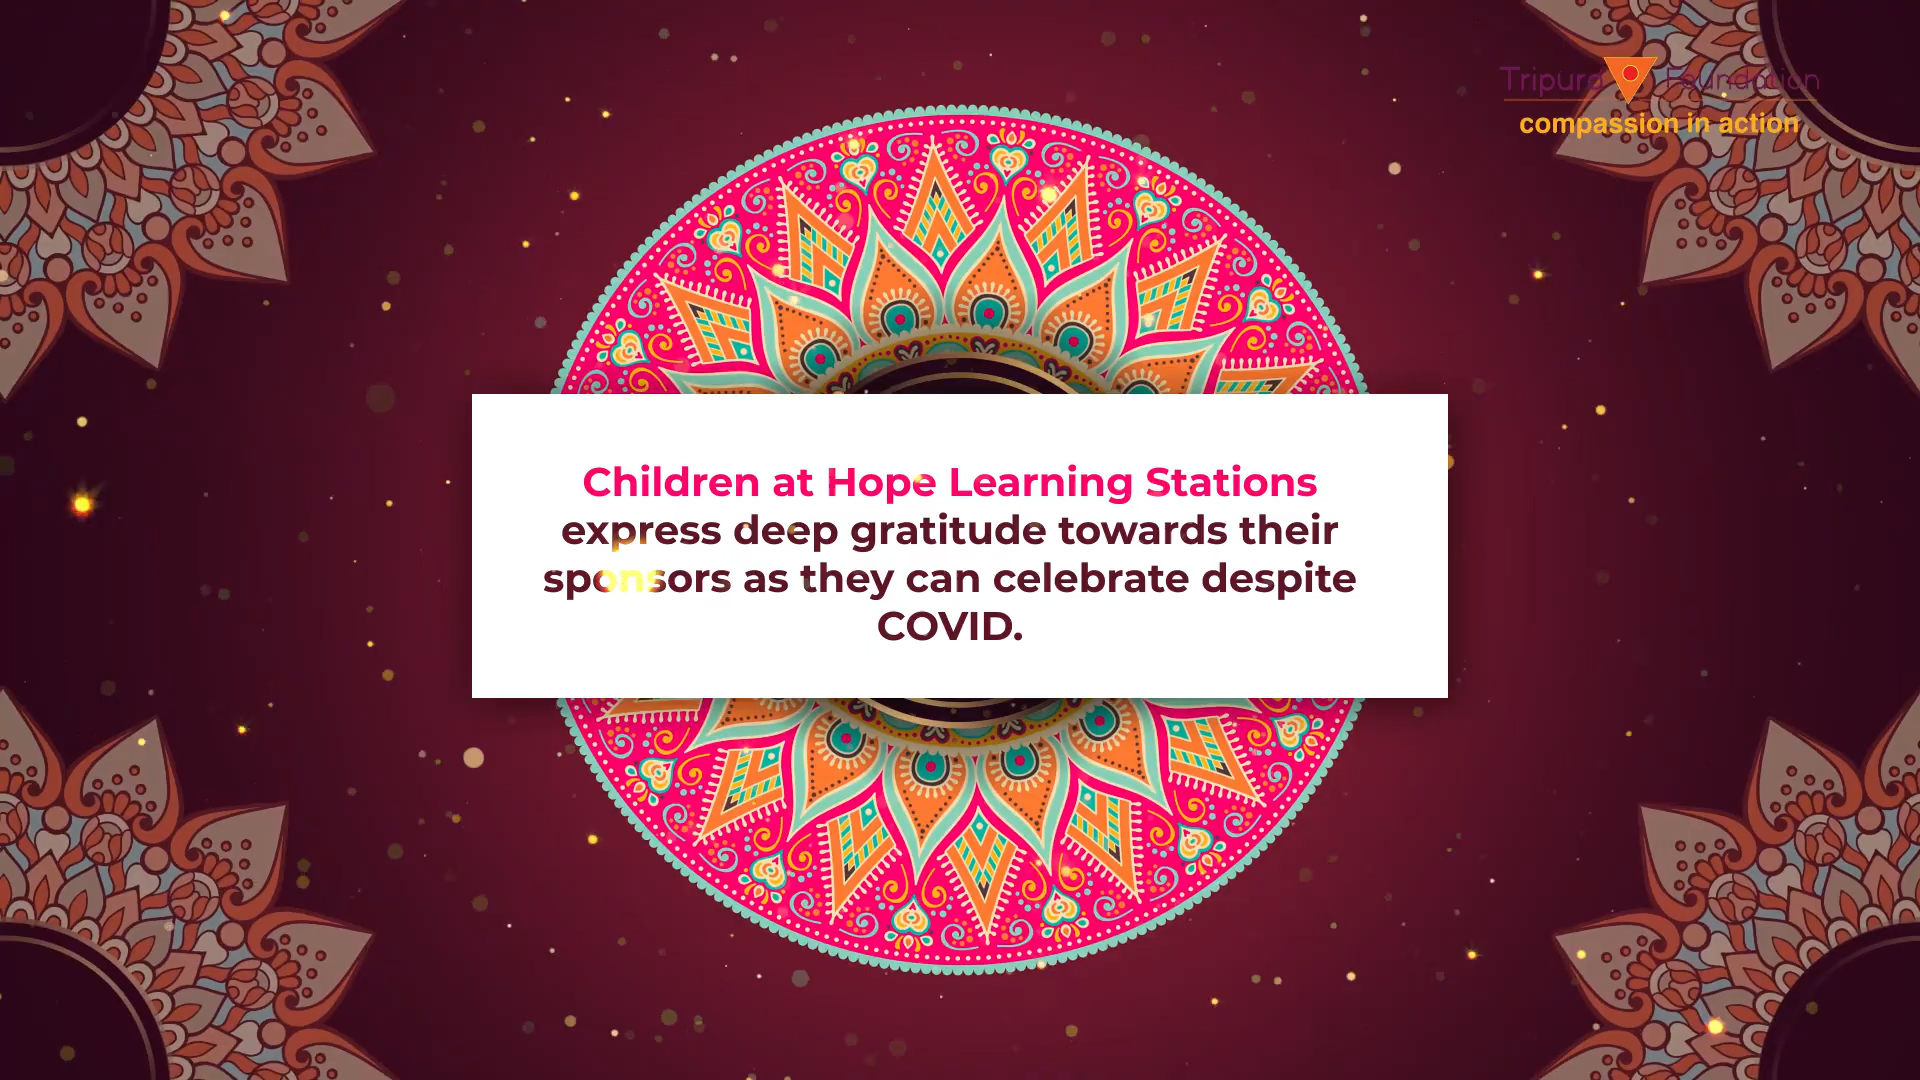 Tripura Foundation
compassion in action
Children at Hope Learning Stations
express deep gratitude towards their
sponsors as they can celebrate despite
COVID.